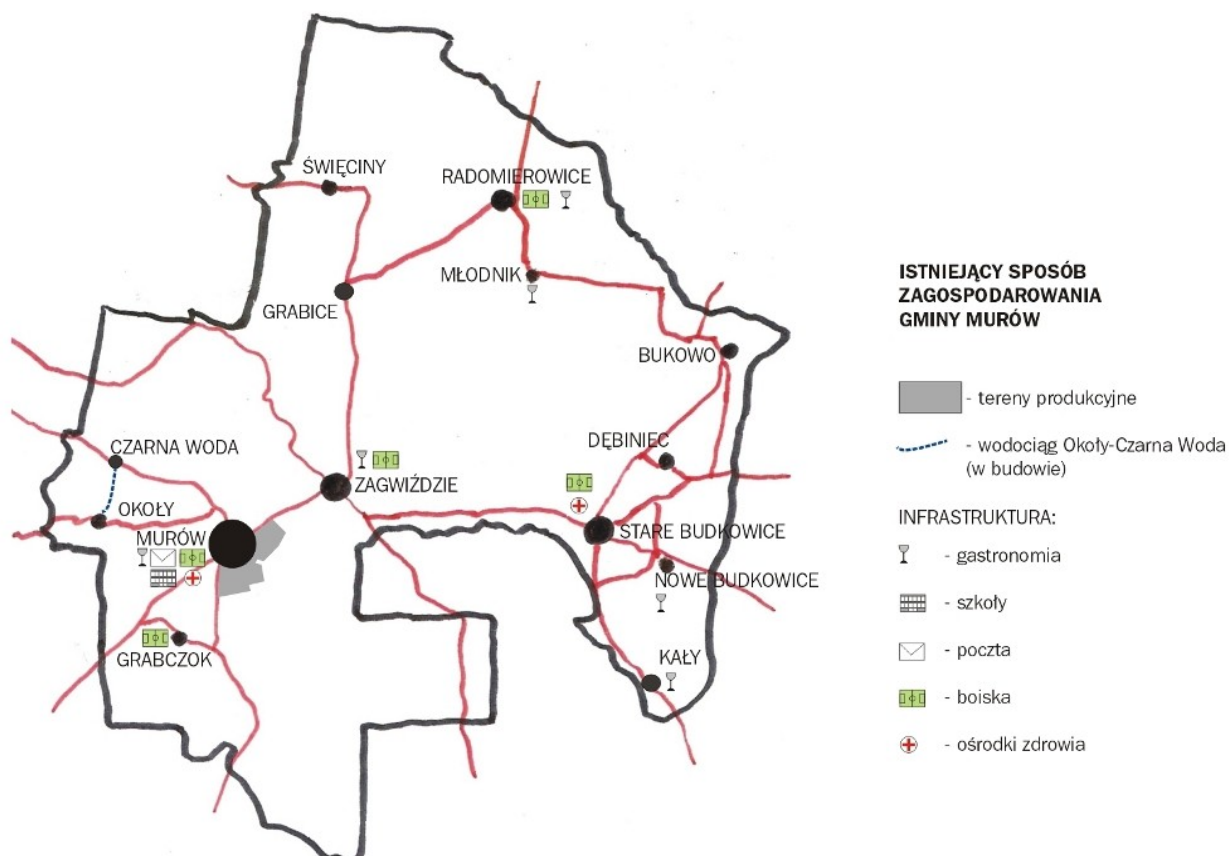 ŚWIĘCINY
RADOMIEROWICE
MŁODNIK
GRABICE
BUKOWO
CZARNA WODA
DĘBINIEC
ZAGWIŹDZIE
OKOŁY
MURÓW
STARE BUDKOWICE
NOWE BUDKOWICE
GRABCZOK
KAŁY
ISTNIEJĄCY SPOSÓB
ZAGOSPODAROWANIA
GMINY MURÓW
- tereny produkcyjne
- wodociąg Okoły-Czarna Woda
(w budowie)
INFRASTRUKTURA:
- gastronomia
- szkoły
- poczta
- boiska
- ośrodki zdrowia